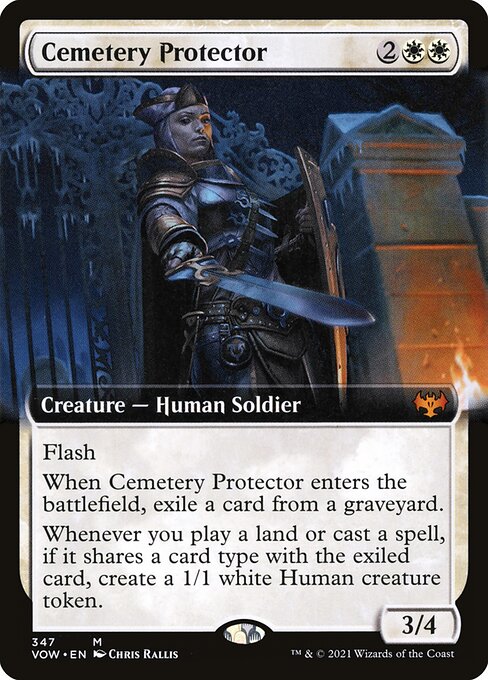 Cemetery Protector 2
Creature — Human Soldier
Flash
When Cemetery Protector enters the
battlefield, exile a card from a graveyard.
Whenever you play a land or cast a spell,
if it shares a card type with the exiled
card, create a 1/1 white Human creature
token.
3/4
347 M
VOW • EN Chris Rallis ™ & © 2021 Wizards of the Coast